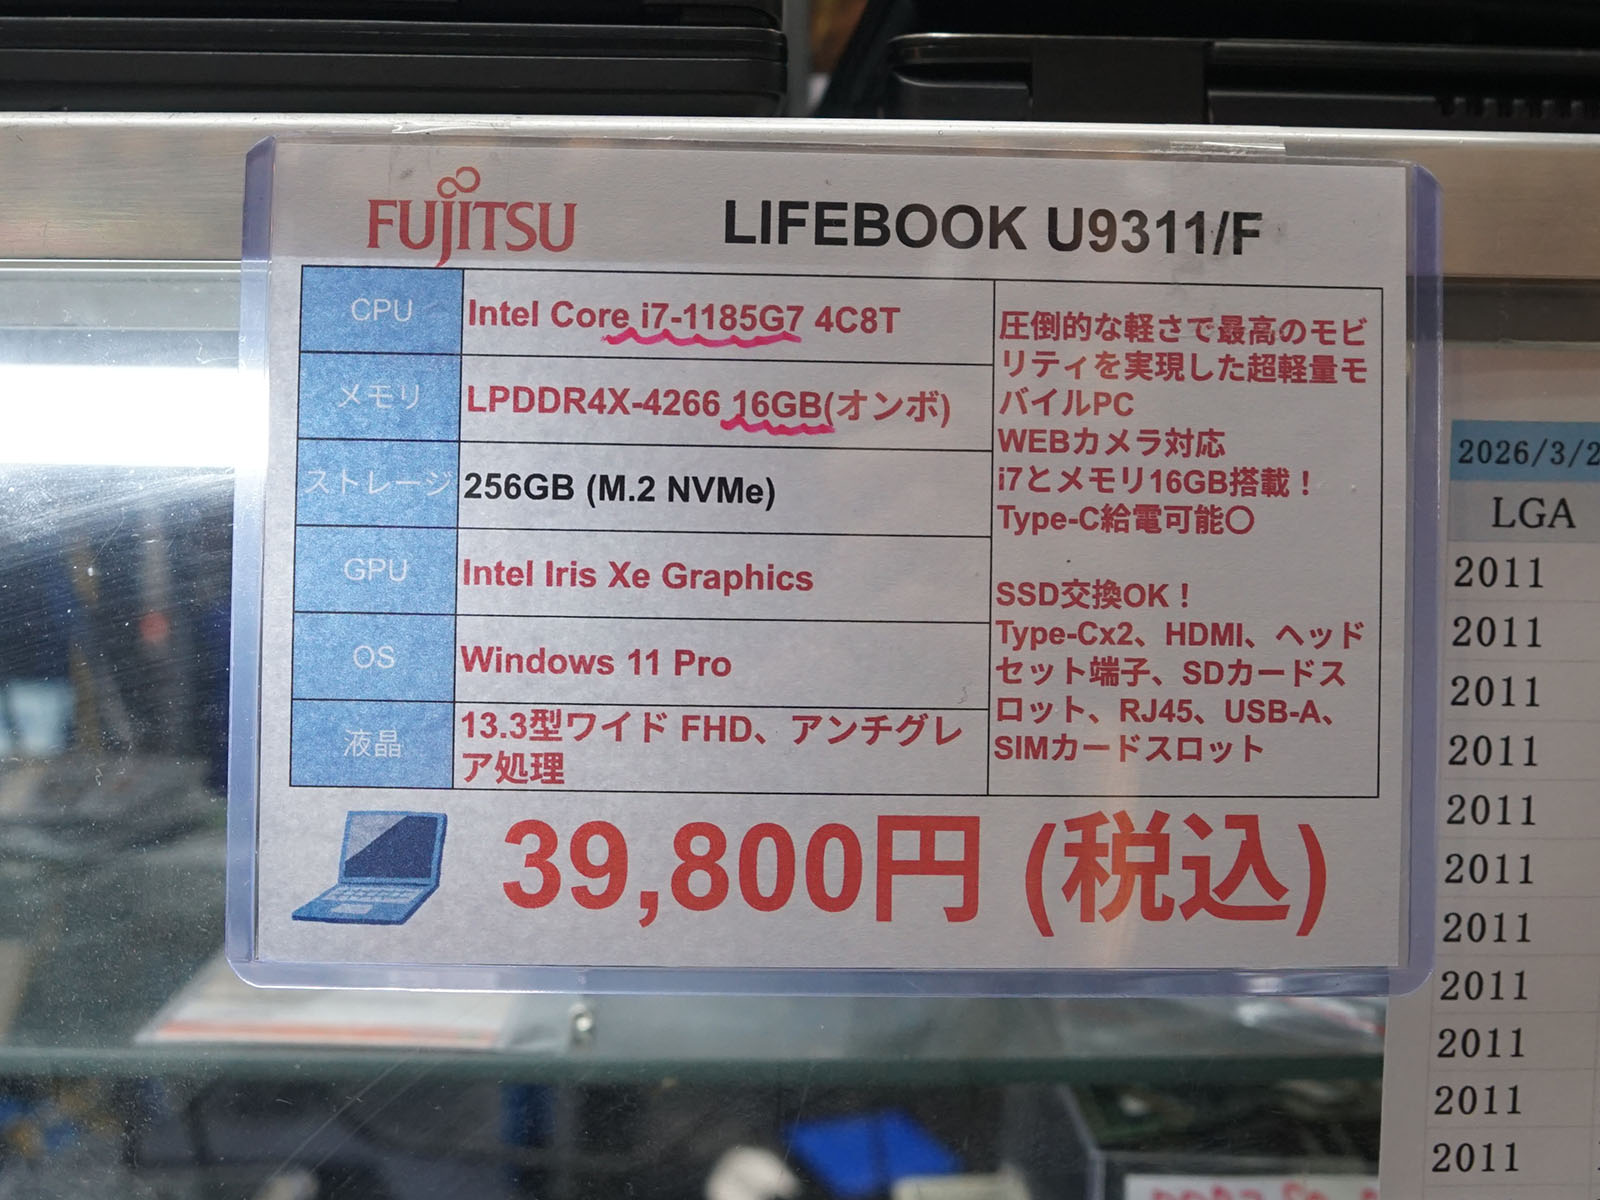 FUJITSU
LIFEBOOK U9311/F
CPU
Intel Core i7-1185G7 4C8T
メモリ
LPDDR4X-4266 16GB(オンボ)
ストレージ
256GB (M.2 NVMe)
GPU
Intel Iris Xe Graphics
OS
Windows 11 Pro
液晶
13.3型ワイド FHD、アンチグレ
ア処理
圧倒的な軽さで最高のモビ
リティを実現した超軽量モ
バイルPC
WEBカメラ対応
i7とメモリ16GB搭載！
Type-C給電可能〇
SSD交換OK！
Type-Cx2、HDMI、ヘッド
セット端子、SDカードス
ロット、RJ45、USB-A、
SIMカードスロット
39,800円 (税込)
2026/3/2
LGA
2011
2011
2011
2011
2011
2011
2011
2011
2011
2011
2011